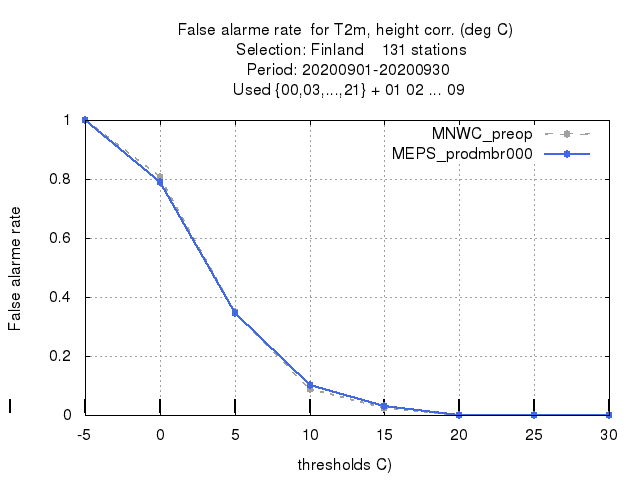 False alarme rate  for T2m, height corr. (deg C)
Selection: Finland    131 stations
Period: 20200901-20200930
Used {00,03,...,21} + 01 02 ... 09
MNWC_preop
MEPS_prodmbr000
1
0.8
0.6
0.4
0.2
0
False alarme rate
-5 0 5 10 15 20 25 30
thresholds C)